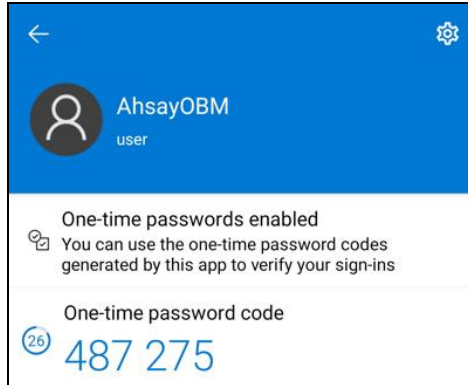 AhsayOBM
user
One-time passwords enabled
You can use the one-time password codes
generated by this app to verify your sign-ins
One-time password code
26
487 275